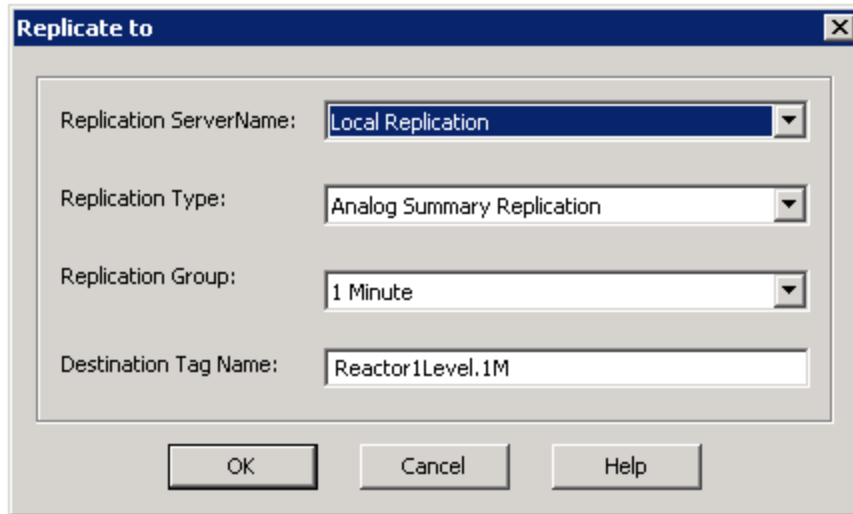 Replicate to
Replication ServerName: Local Replication
Replication Type: Analog Summary Replication
Replication Group: 1 Minute
Destination Tag Name: Reactor1Level.1M
OK Cancel Help